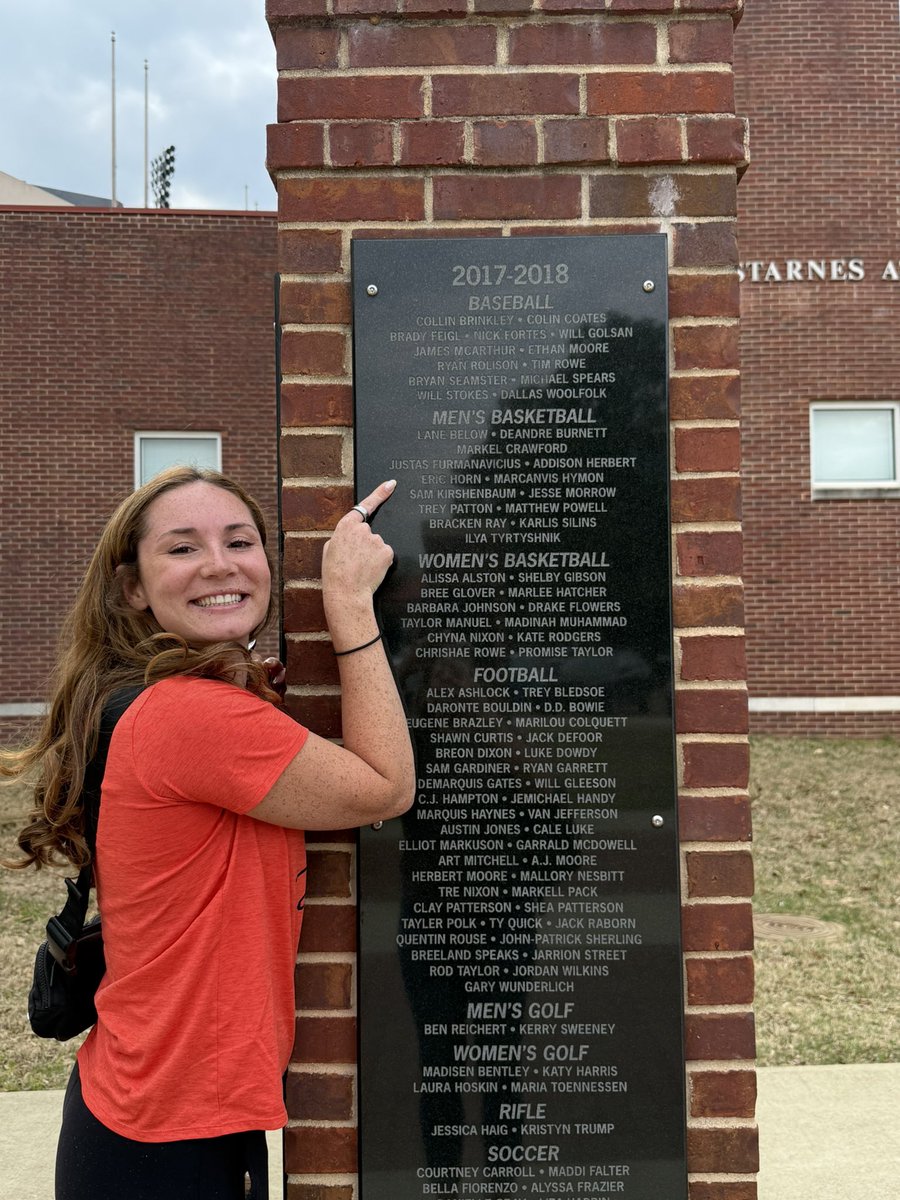 2017-2018
BASEBALL
COLLIN BRINKLEY • COLIN COATES
BRADY FEIGL • NICK FORTES • WILL GOLSAN
JAMES MCARTHUR • ETHAN MOORE
RYAN ROLISON • TIM ROWE
BRYAN SEAMSTER • MICHAEL SPEARS
WILL STOKES • DALLAS WOOLFOLK
MEN'S BASKETBALL
LANE BELOW • DEANDRE BURNETT
MARKEL CRAWFORD
JUSTAS FURMANAVICIUS • ADDISON HERBERT
ERIC HORN • MARCANVIS HYMON
SAM KIRSHENBAUM • JESSE MORROW
TREY PATTON • MATTHEW POWELL
BRACKEN RAY • KARLIS SILINS
ILYA TYRTYSHNIK
WOMEN'S BASKETBALL
ALISSA ALSTON • SHELBY GIBSON
BREE GLOVER • MARLEE HATCHER
BARBARA JOHNSON • DRAKE FLOWERS
TAYLOR MANUEL • MADINAH MUHAMMAD
CHYNA NIXON • KATE RODGERS
CHRISHAE ROWE • PROMISE TAYLOR
FOOTBALL
ALEX ASHLOCK • TREY BLEDSOE
DARONTE BOULDIN • D.D. BOWIE
EUGENE BRAZLEY • MARILOU COLQUETT
SHAWN CURTIS • JACK DEFOOR
BREON DIXON • LUKE DOWDY
SAM GARDINER • RYAN GARRETT
DEMARQUIS GATES • WILL GLEESON
C.J. HAMPTON • JEMICHAEL HANDY
MARQUIS HAYNES • VAN JEFFERSON
AUSTIN JONES • CALE LUKE
ELLIOT MARKUSON • GARRALD MCDOWELL
ART MITCHELL • A.J. MOORE
HERBERT MOORE • MALLORY NESBITT
TRE NIXON • MARKELL PACK
CLAY PATTERSON • SHEA PATTERSON
TAYLER POLK • TY QUICK • JACK RABORN
QUENTIN ROUSE • JOHN-PATRICK SHERLING
BREELAND SPEAKS • JARRION STREET
ROD TAYLOR • JORDAN WILKINS
GARY WUNDERLICH
MEN'S GOLF
BEN REICHERT • KERRY SWEENEY
WOMEN'S GOLF
MADISEN BENTLEY • KATY HARRIS
LAURA HOSKIN • MARIA TOENNESSEN
RIFLE
JESSICA HAIG • KRISTYN TRUMP
SOCCER
COURTNEY CARROLL • MADDI FALTER
BELLA FIORENZO • ALYSSA FRAZIER
STARNES A